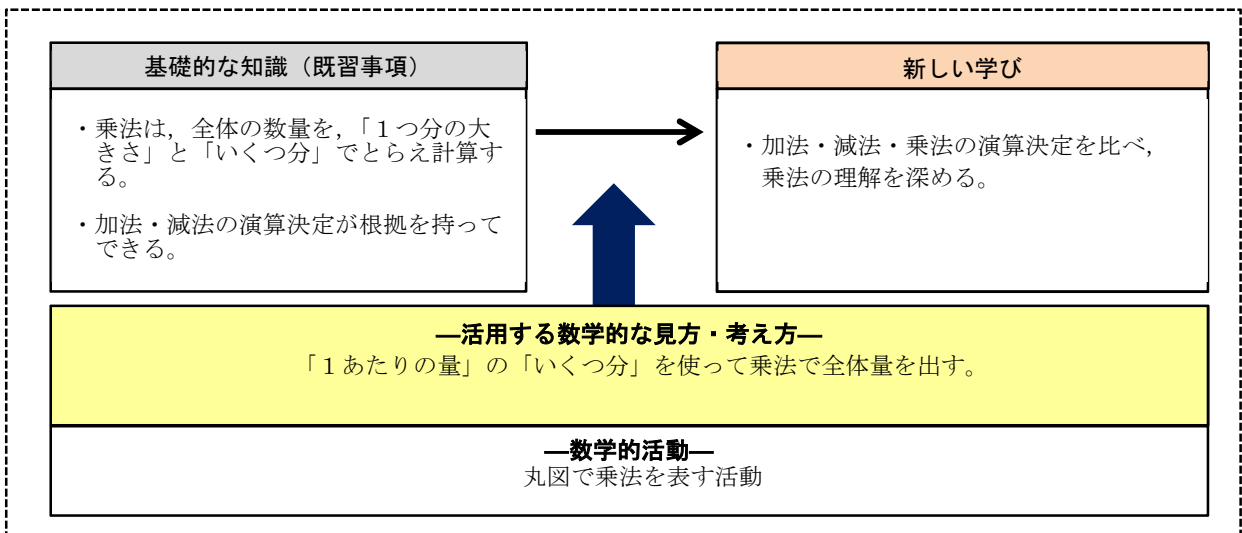 基礎的な知識（既習事項）
・乗法は，全体の数量を，「１つ分の大
きさ」と「いくつ分」でとらえ計算す
る。
・加法・減法の演算決定が根拠を持って
できる。
新しい学び
・加法・減法・乗法の演算決定を比べ，
乗法の理解を深める。
―活用する数学的な見方・考え方―
「１あたりの量」の「いくつ分」を使って乗法で全体量を出す。
―数学的活動―
丸図で乗法を表す活動